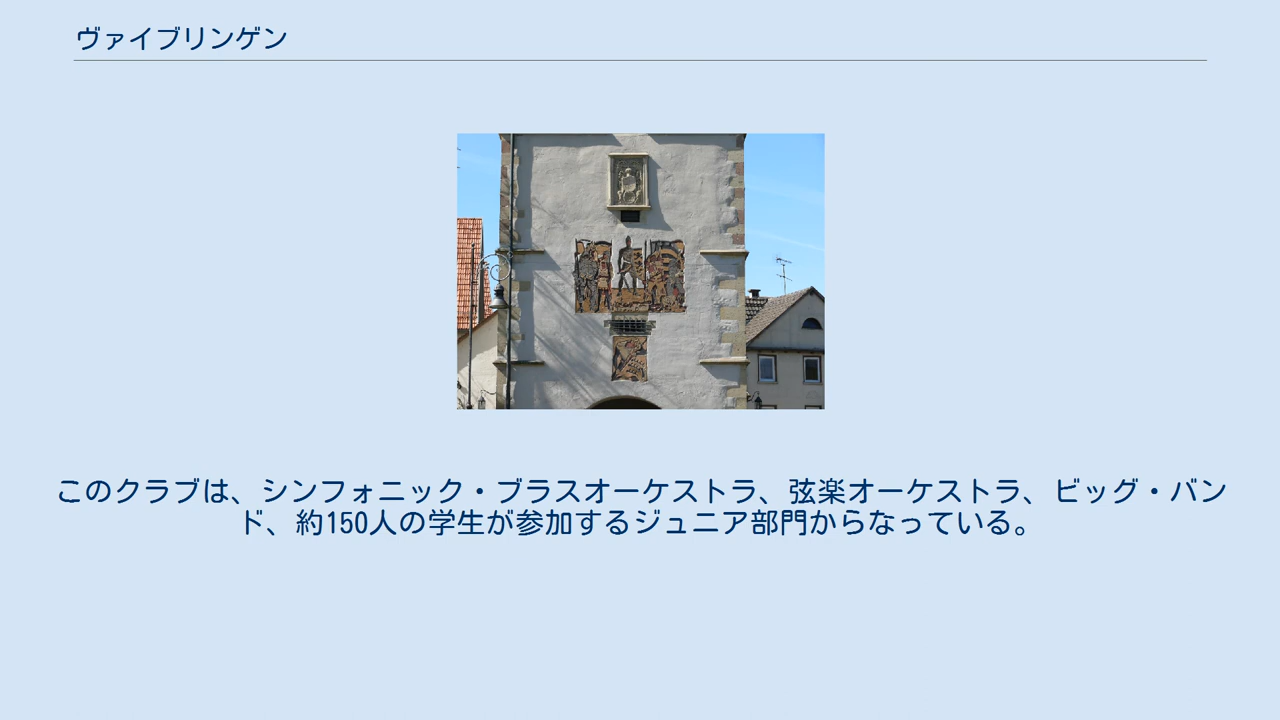 ヴァイブリンゲン
このクラブは、シンフォニック・ブラスオーケストラ、弦楽オーケストラ、ビッグ・バン
ド、約150人の学生が参加するジュニア部門からなっている。